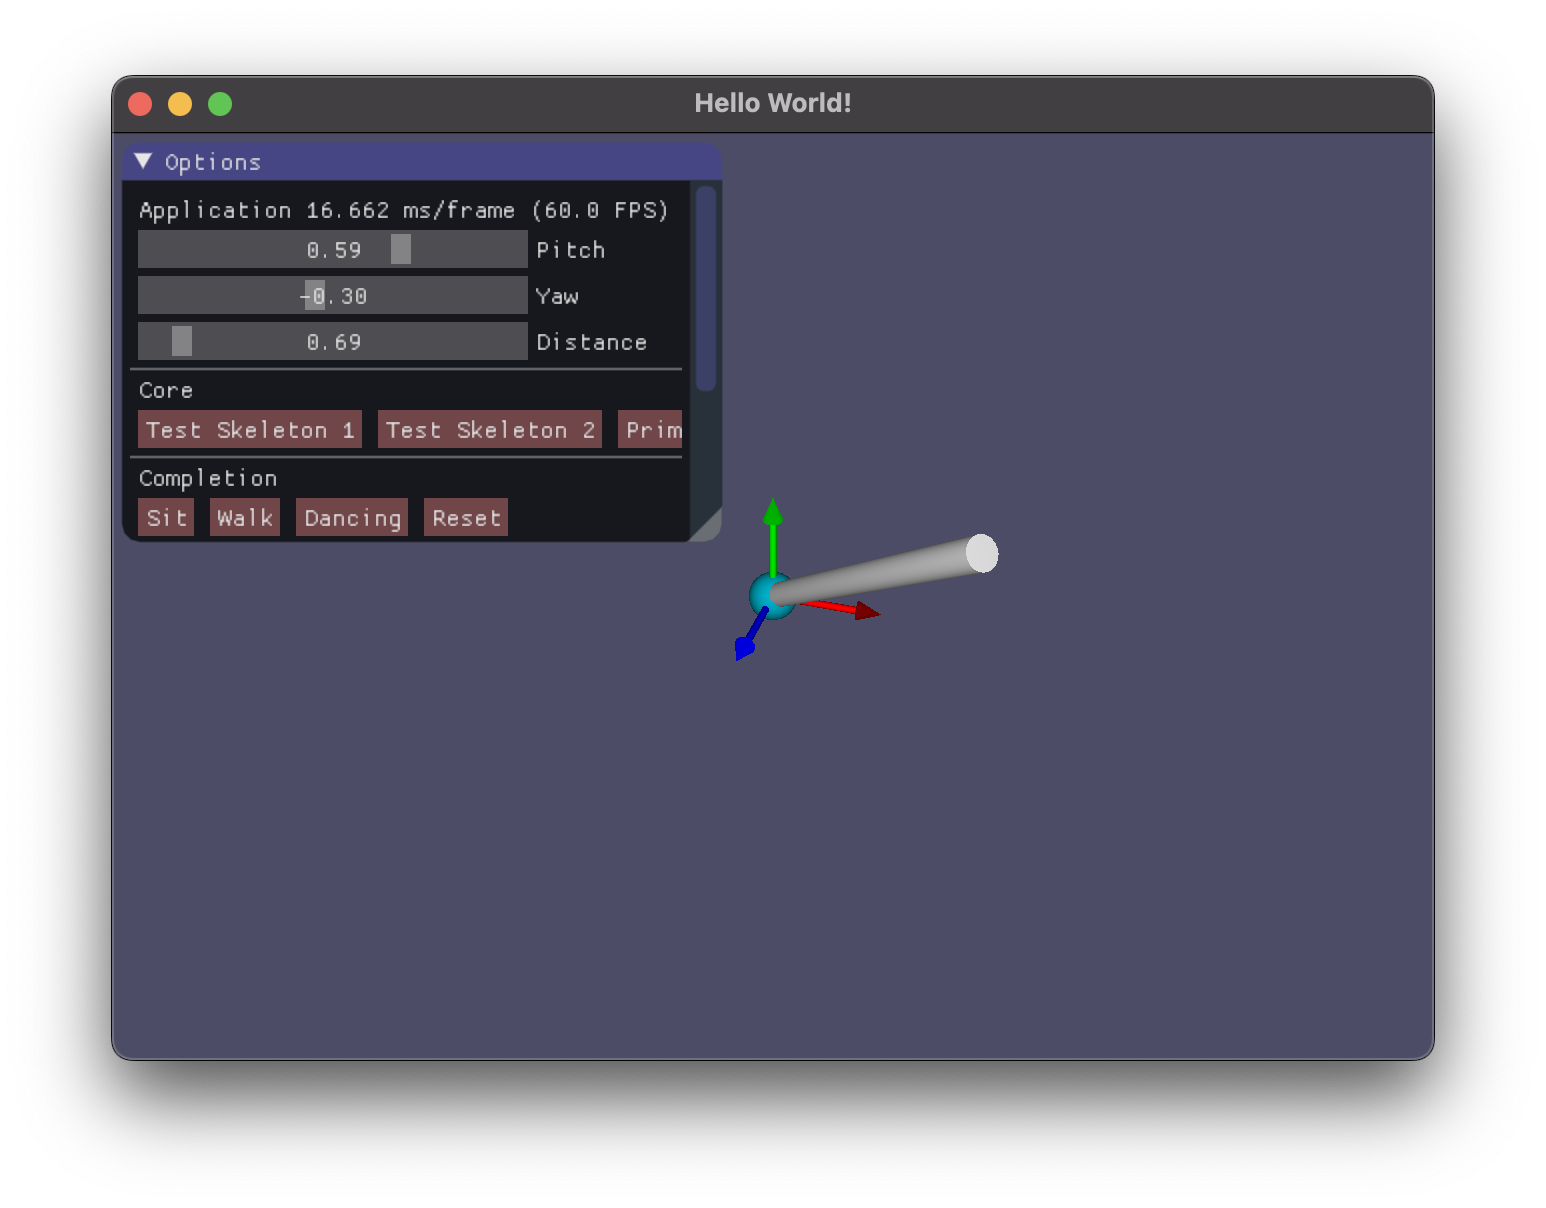 Hello World!
Options
Application 16.662 ms/frame (60.0 FPS)
0.59 Pitch
-0.30 Yaw
0.69 Distance
Core
Test Skeleton 1 Test Skeleton 2 Prim
Completion
Sit Walk Dancing Reset